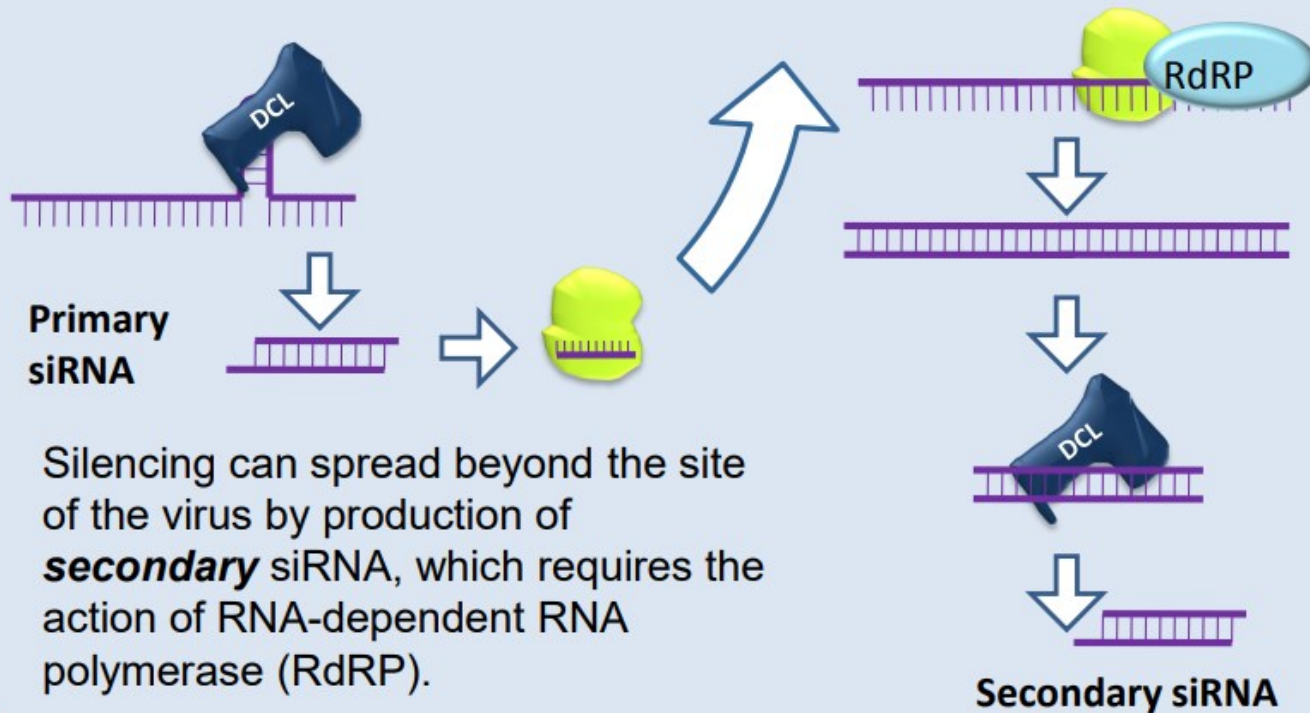 DCL
Primary
siRNA
Silencing can spread beyond the site
of the virus by production of
secondary siRNA, which requires the
action of RNA-dependent RNA
polymerase (RdRP).
RdRP
DCL
Secondary siRNA